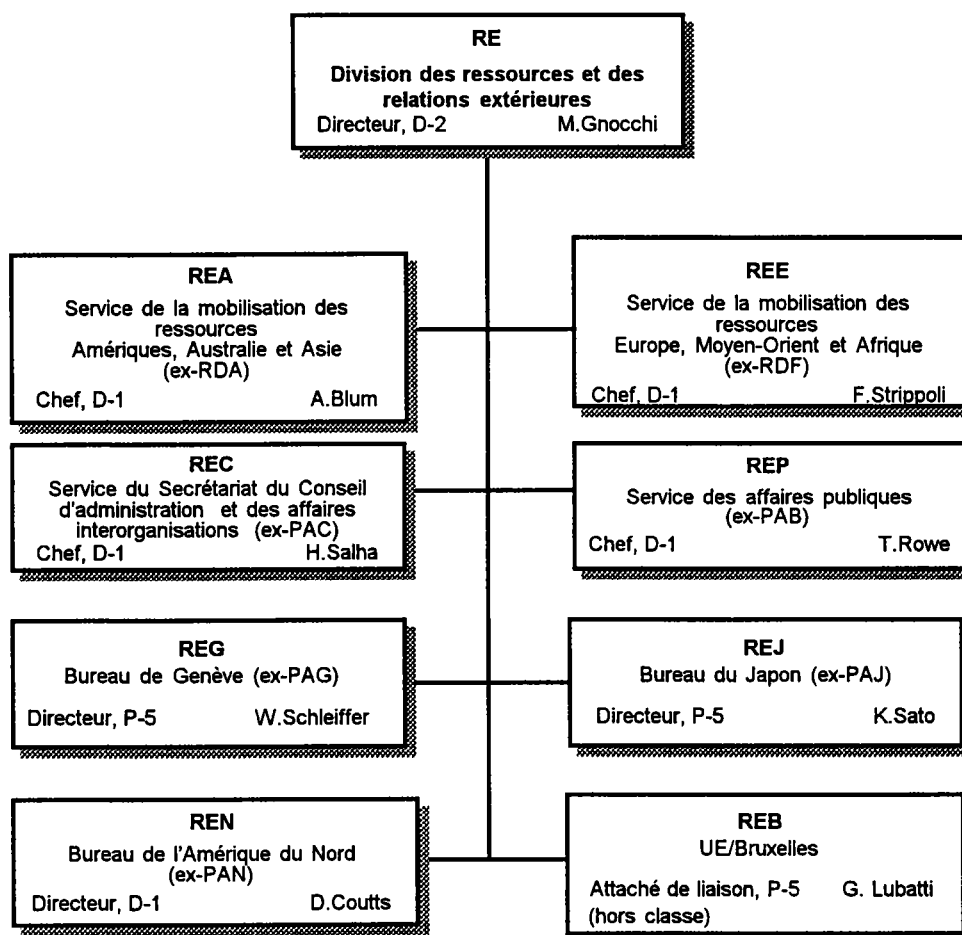 RE
Division des ressources et des
relations extérieures
Directeur, D-2 M.Gnocchi
REA
Service de la mobilisation des
ressources
Amériques, Australie et Asie
(ex-RDA)
Chef, D-1 A.Blum
REE
Service de la mobilisation des
ressources
Europe, Moyen-Orient et Afrique
(ex-RDF)
Chef, D-1 F.Strippoli
REC
Service du Secrétariat du Conseil
d'administration et des affaires
interorganisations (ex-PAC)
Chef, D-1 H.Salha
REP
Service des affaires publiques
(ex-PAB)
Chef, D-1 T.Rowe
REG
Bureau de Genève (ex-PAG)
Directeur, P-5 W.Schleiffer
REJ
Bureau du Japon (ex-PAJ)
Directeur, P-5 K.Sato
REN
Bureau de l'Amérique du Nord
(ex-PAN)
Directeur, D-1 D.Coutts
REB
UE/Bruxelles
Attaché de liaison, P-5 G. Lubatti
(hors classe)